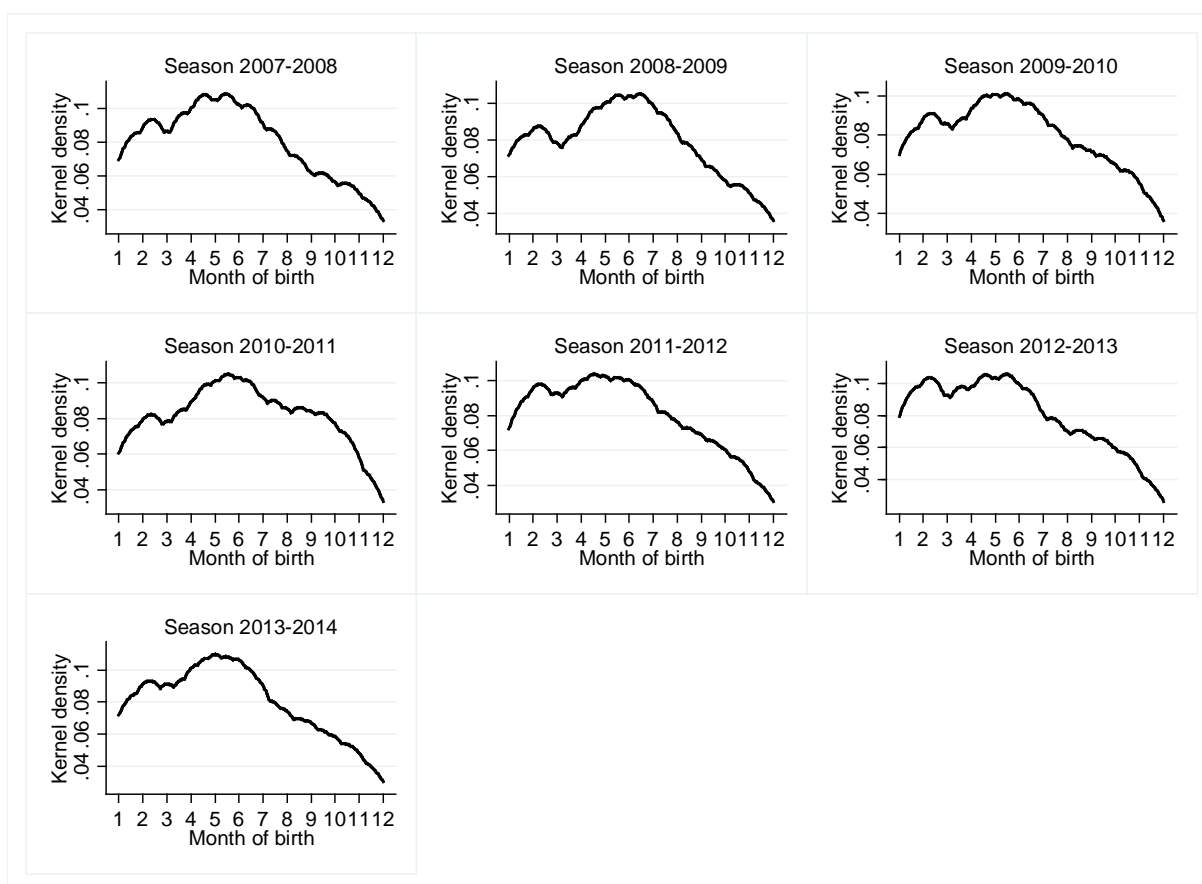 Season 2007-2008
Kernel density
.04 .06 .08 .1
1 2 3 4 5 6 7 8 9 10 11 12
Month of birth
Season 2008-2009
Kernel density
.04 .06 .08 .1
1 2 3 4 5 6 7 8 9 10 11 12
Month of birth
Season 2009-2010
Kernel density
.04 .06 .08 .1
1 2 3 4 5 6 7 8 9 10 11 12
Month of birth
Season 2010-2011
Kernel density
.04 .06 .08 .1
1 2 3 4 5 6 7 8 9 10 11 12
Month of birth
Season 2011-2012
Kernel density
.04 .06 .08 .1
1 2 3 4 5 6 7 8 9 10 11 12
Month of birth
Season 2012-2013
Kernel density
.04 .06 .08 .1
1 2 3 4 5 6 7 8 9 10 11 12
Month of birth
Season 2013-2014
Kernel density
.04 .06 .08 .1
1 2 3 4 5 6 7 8 9 10 11 12
Month of birth